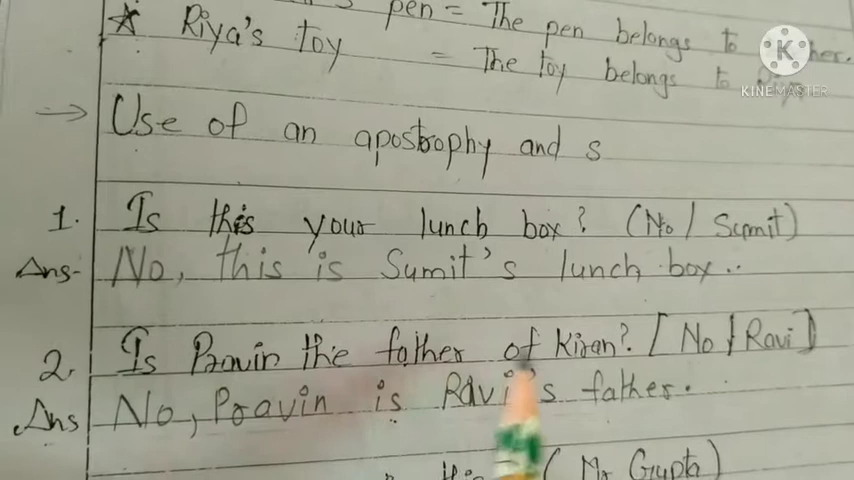 pen = The pen belongs to her.
* Riya's toy = The toy belongs to Riya
KINEMASTER
→ Use of an apostrophy and s
1. Is this your lunch box? (No / Sumit)
Ans- No, this is Sumit's lunch box..
2. Is Pravin the father of Kiran? [No / Ravi]
Ans No, Pravin is Ravi's father.
(Mr Gupta)